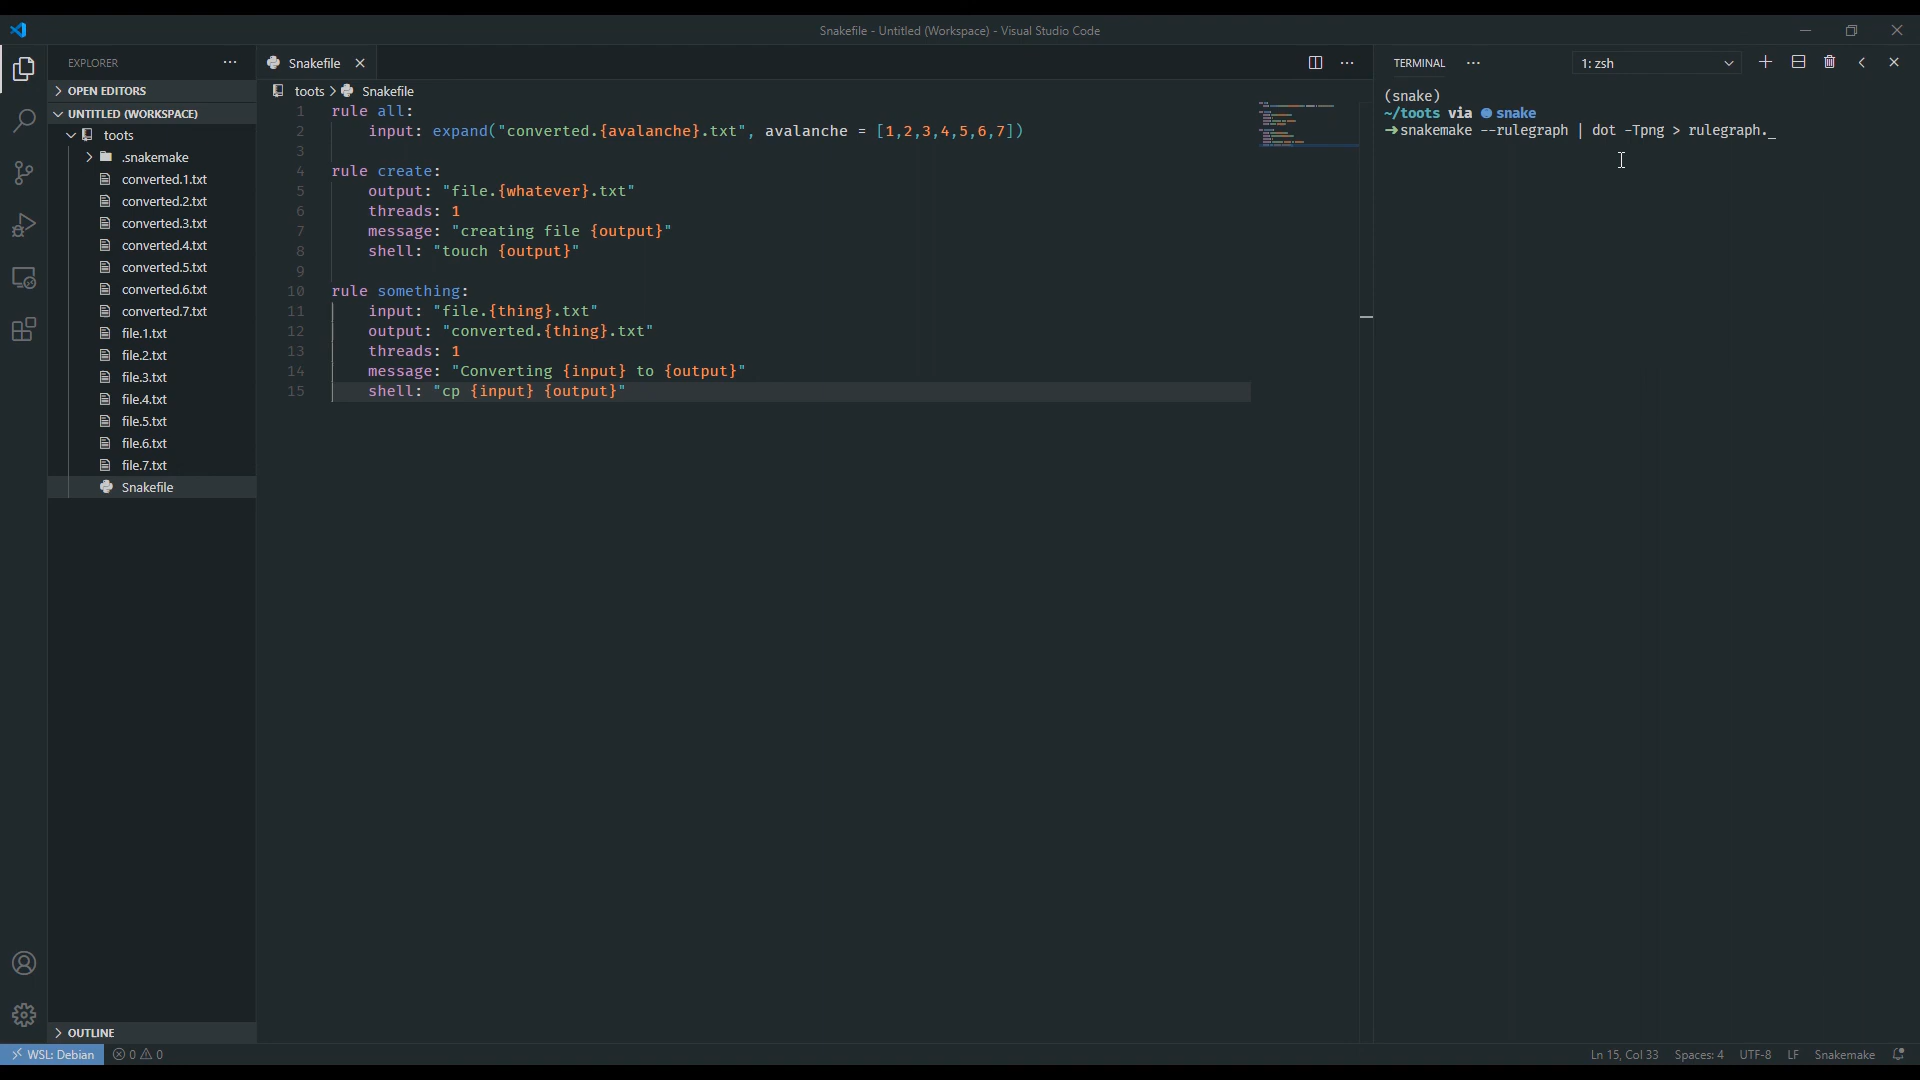 Snakefile - Untitled (Workspace) - Visual Studio Code
EXPLORER
OPEN EDITORS
UNTITLED (WORKSPACE)
toots
.snakemake
converted.1.txt
converted.2.txt
converted.3.txt
converted.4.txt
converted.5.txt
converted.6.txt
converted.7.txt
file.1.txt
file.2.txt
file.3.txt
file.4.txt
file.5.txt
file.6.txt
file.7.txt
Snakefile
OUTLINE
Snakefile
toots > Snakefile
1 rule all:
2 input: expand("converted.{avalanche}.txt", avalanche = [1,2,3,4,5,6,7])
3
4 rule create:
5 output: "file.{whatever}.txt"
6 threads: 1
7 message: "creating file {output}"
8 shell: "touch {output}"
9
10 rule something:
11 input: "file.{thing}.txt"
12 output: "converted.{thing}.txt"
13 threads: 1
14 message: "Converting {input} to {output}"
15 shell: "cp {input} {output}"
TERMINAL
1: zsh
(snake)
~/toots via snake
➜ snakemake --rulegraph | dot -Tpng > rulegraph._
WSL: Debian
0 0
Ln 15, Col 33
Spaces: 4
UTF-8
LF
Snakemake